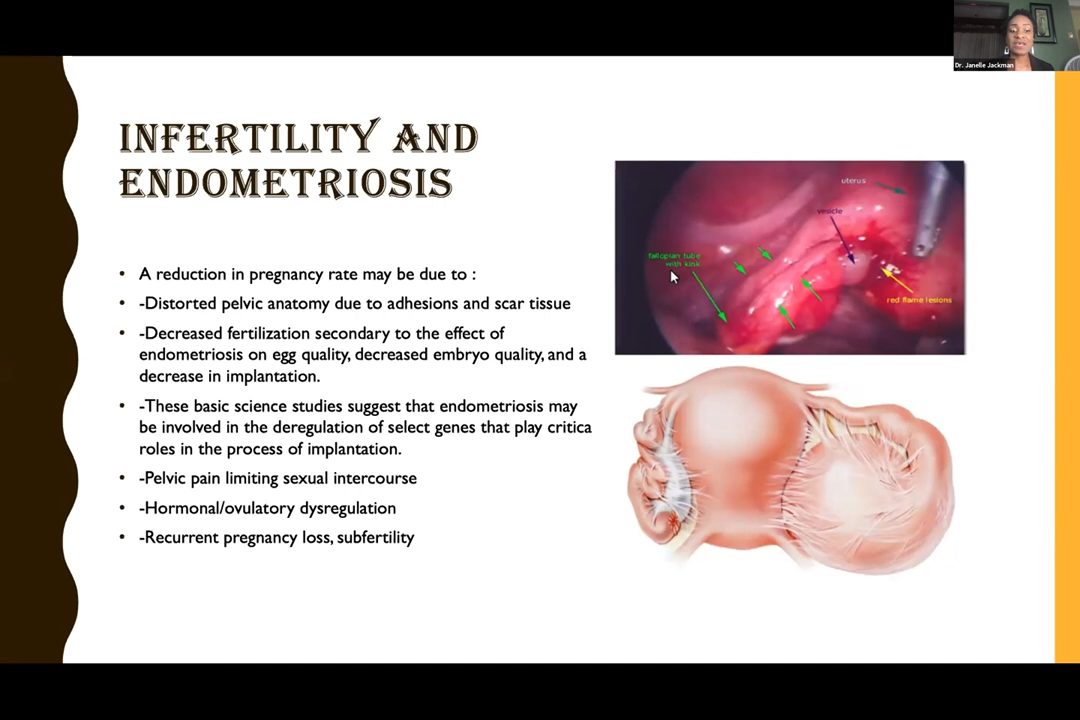 Dr. Janelle Jackman
INFERTILITY AND
ENDOMETRIOSIS
• A reduction in pregnancy rate may be due to :
• -Distorted pelvic anatomy due to adhesions and scar tissue
• -Decreased fertilization secondary to the effect of
endometriosis on egg quality, decreased embryo quality, and a
decrease in implantation.
• -These basic science studies suggest that endometriosis may
be involved in the deregulation of select genes that play critica
roles in the process of implantation.
• -Pelvic pain limiting sexual intercourse
• -Hormonal/ovulatory dysregulation
• -Recurrent pregnancy loss, subfertility
uterus
vesicle
fallopian tube
with kink
red flame lesions